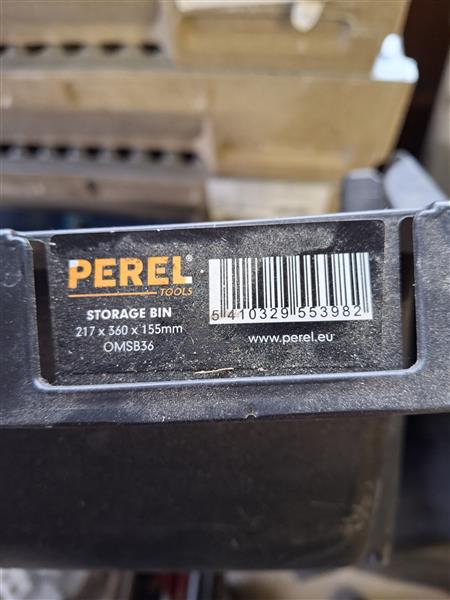 PEREL®
TOOLS
STORAGE BIN
217 x 360 x 155mm
OMSB36
5 410329 553982
www.perel.eu